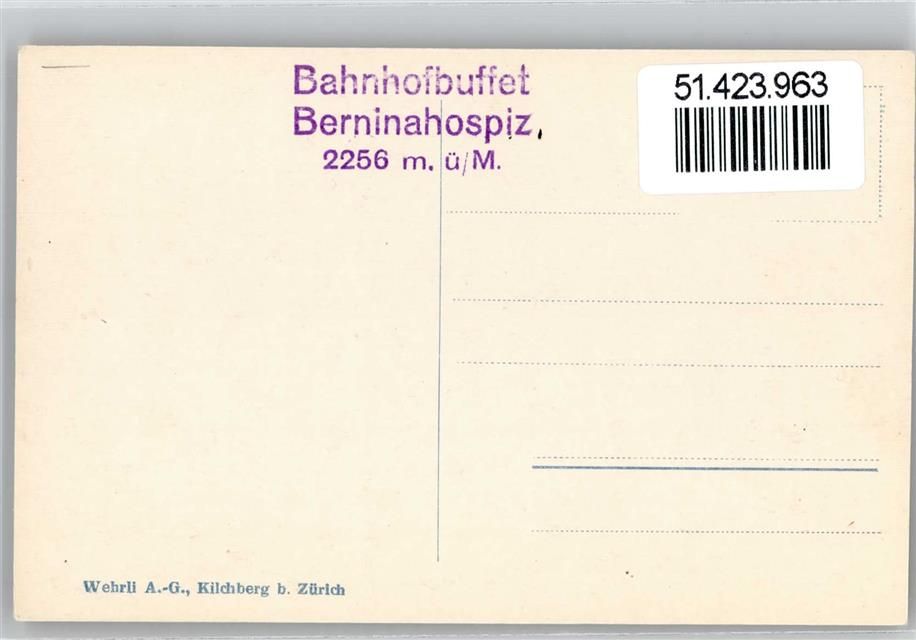 Bahnhofbuffet
Berninahospiz,
2256 m. ü/M.
51.423.963
Wehrli A.-G., Kilchberg b. Zürich